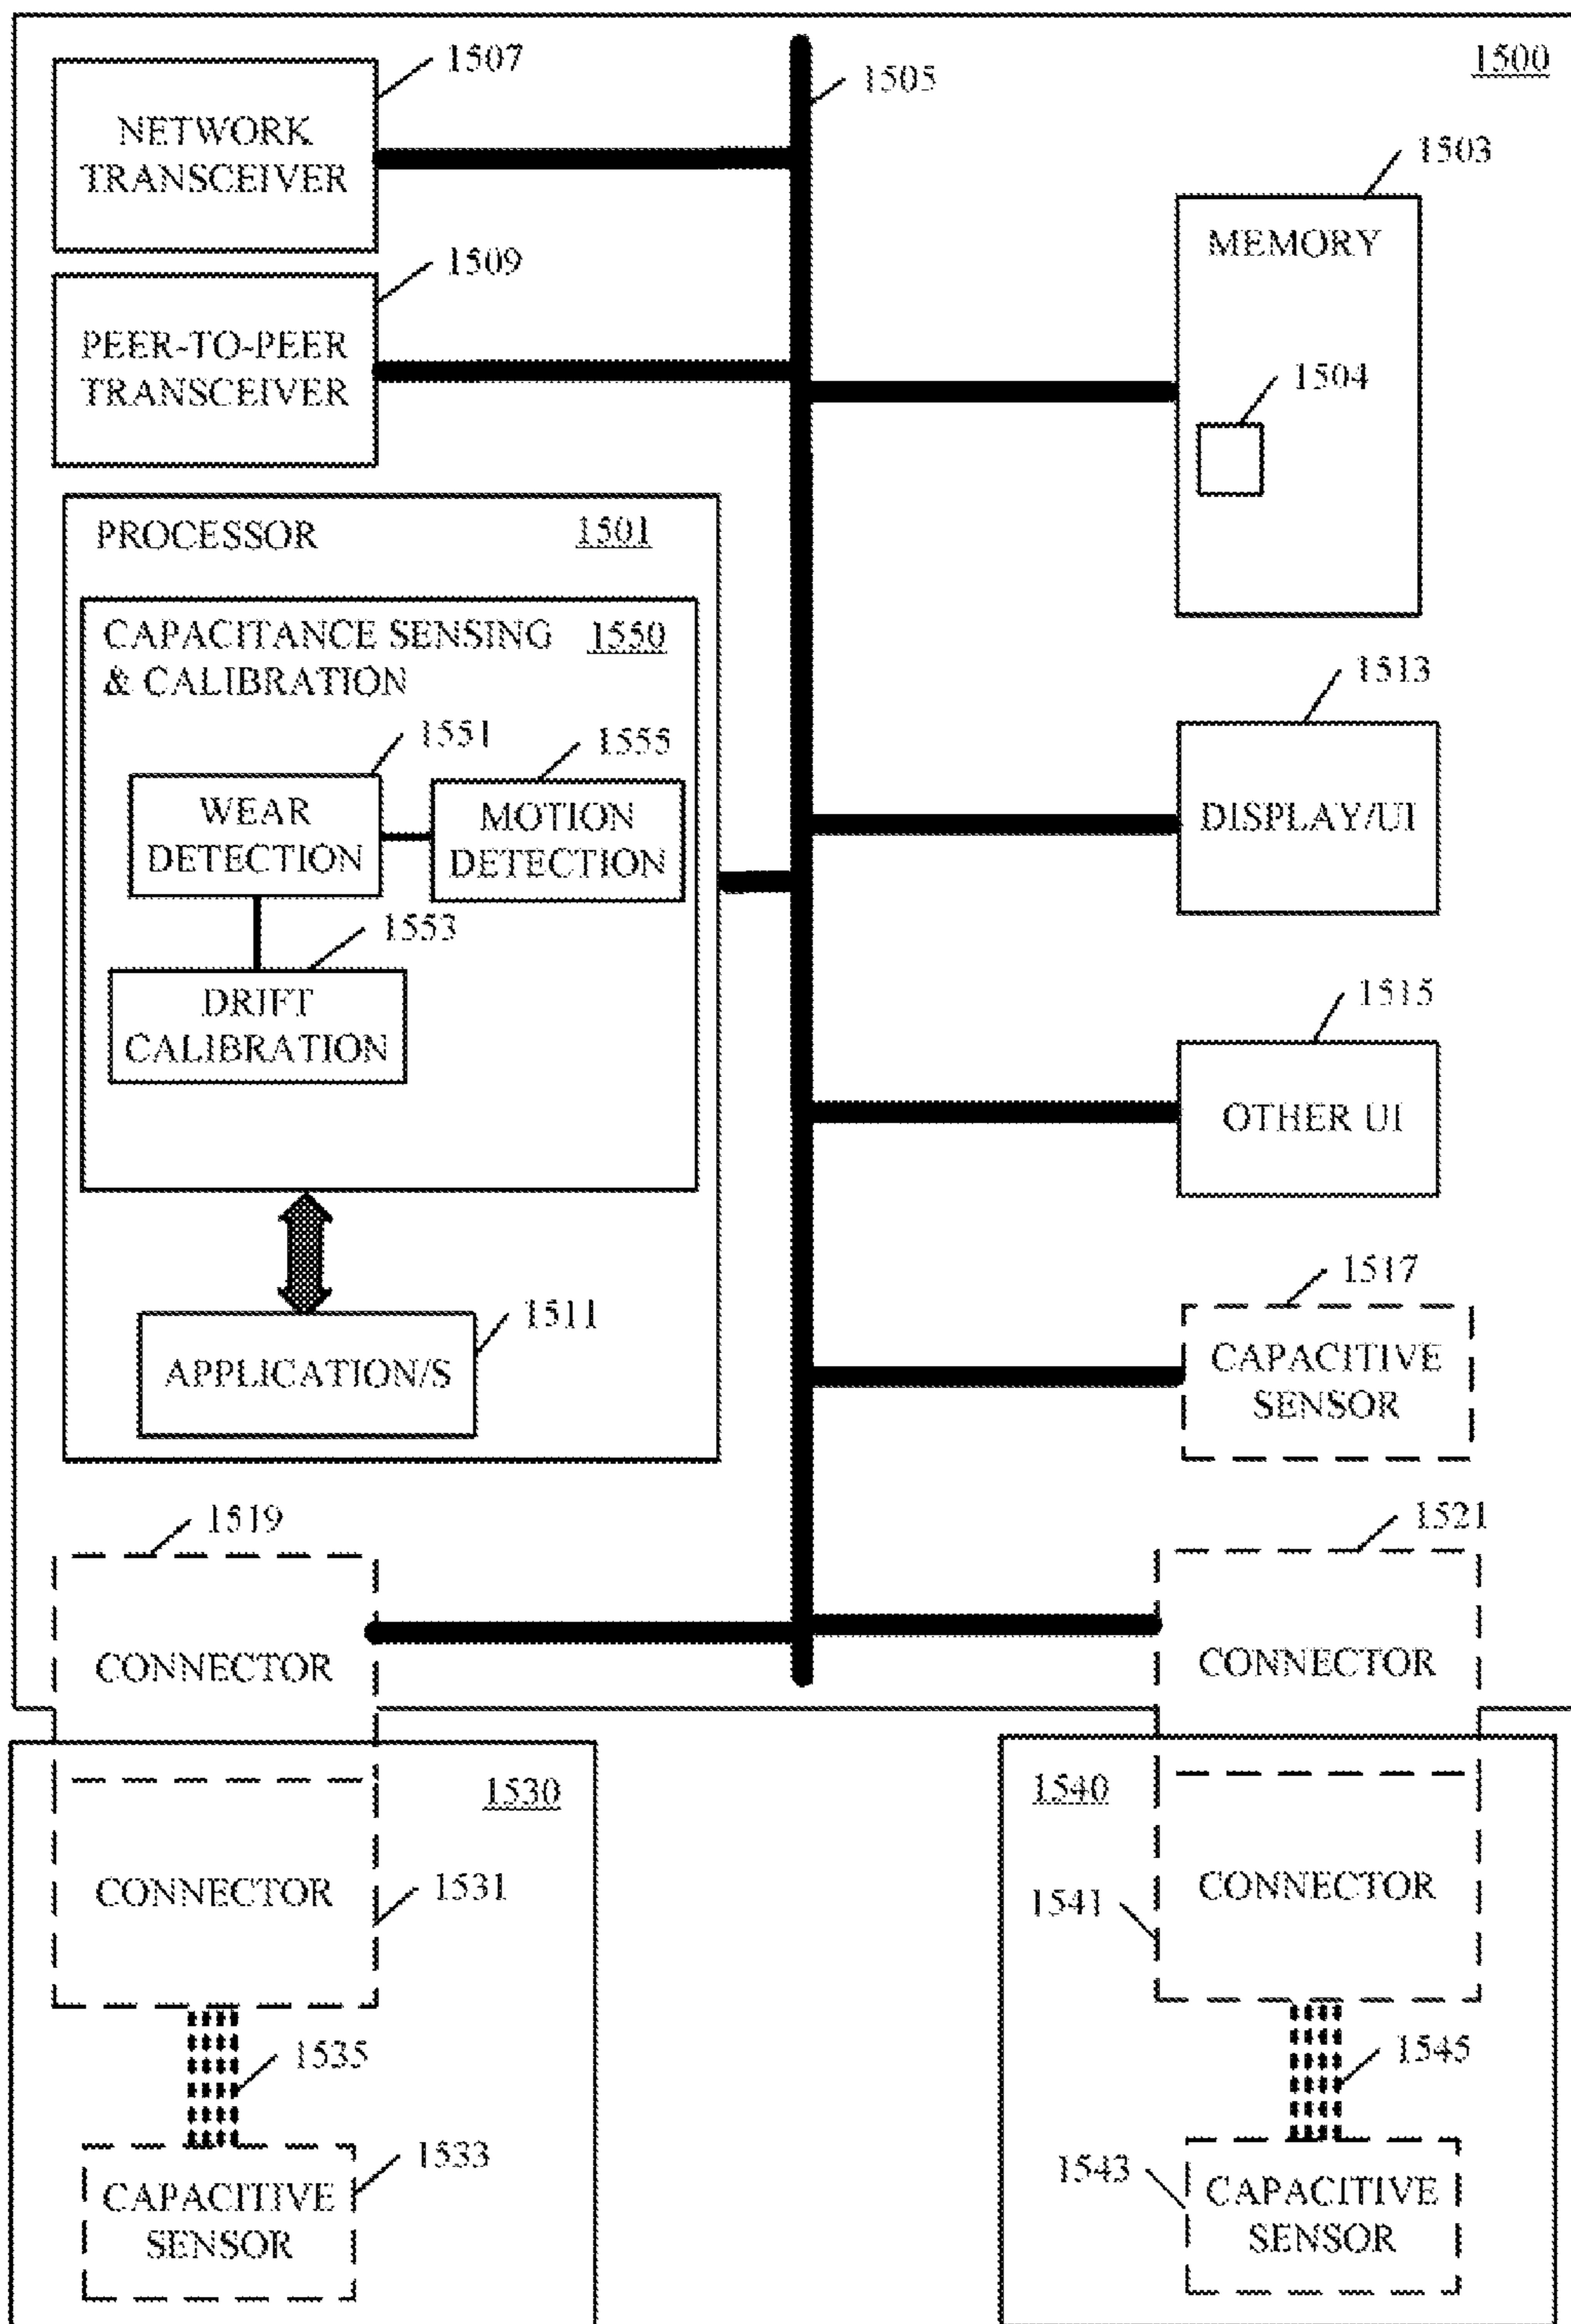 1500
1507
1505
NETWORK
TRANSCEIVER
1503
MEMORY
1509
PEER-TO-PEER
TRANSCEIVER
1504
PROCESSOR 1501
CAPACITANCE SENSING 1550
& CALIBRATION
1551
1555
WEAR
DETECTION
MOTION
DETECTION
1553
DRIFT
CALIBRATION
1513
DISPLAY/UI
1515
OTHER UI
1511
APPLICATION/S
1517
CAPACITIVE
SENSOR
1519
CONNECTOR
1521
CONNECTOR
1530
CONNECTOR
1531
1535
1533
CAPACITIVE
SENSOR
1540
CONNECTOR
1541
1545
1543
CAPACITIVE
SENSOR